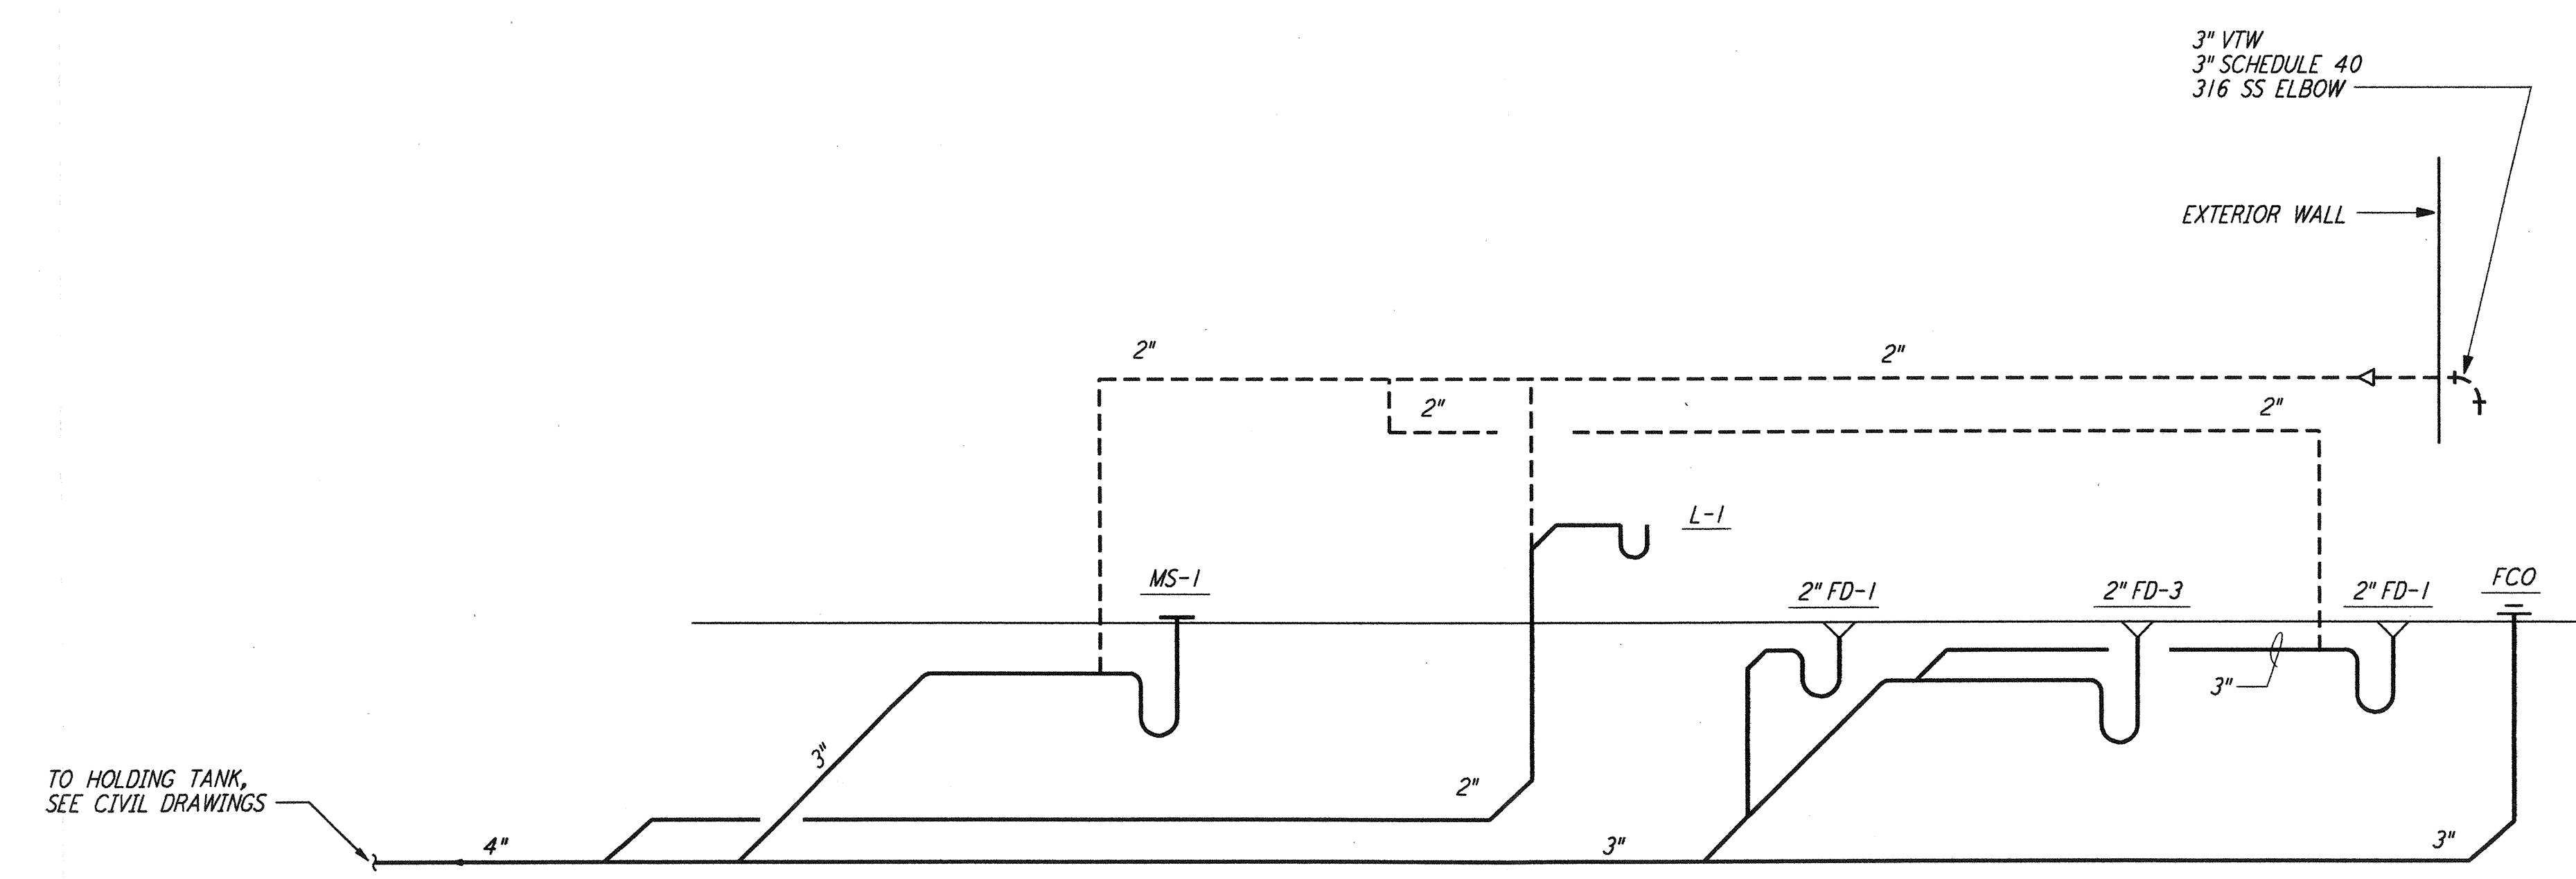 3" VTW
3" SCHEDULE 40
316 SS ELBOW
EXTERIOR WALL
2"
2"
2"
2"
L-1
MS-1
2" FD-1
2" FD-3
2" FD-1
FCO
3"
3"
TO HOLDING TANK,
SEE CIVIL DRAWINGS
2"
4"
3"
3"